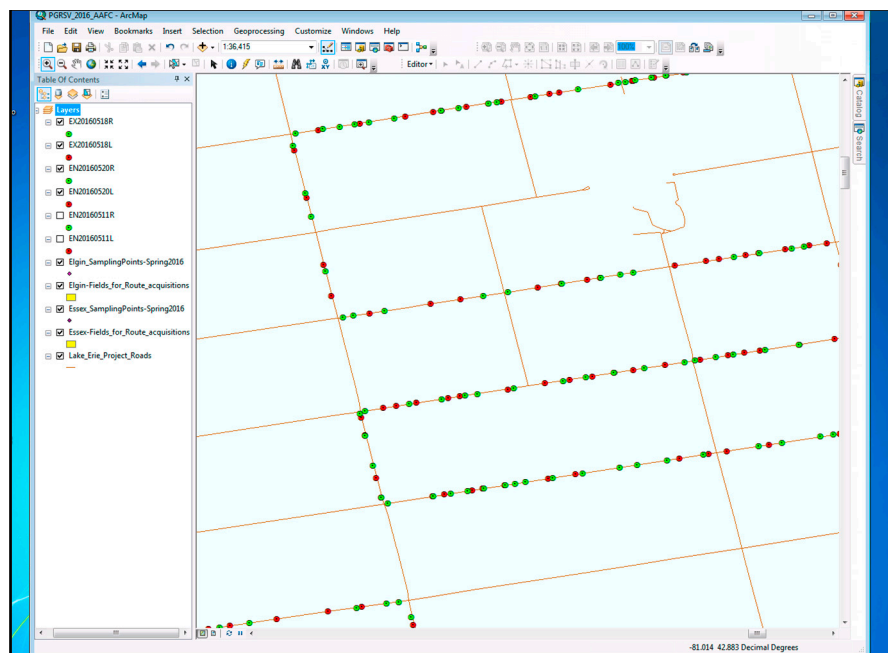 PGRSV_2016_AAFC - ArcMap
File Edit View Bookmarks Insert Selection Geoprocessing Customize Windows Help
1:36,415
100%
Editor
Table Of Contents
Layers
EX20160518R
EX20160518L
EN20160520R
EN20160520L
EN20160511R
EN20160511L
Elgin_SamplingPoints-Spring2016
Elgin-Fields_for_Route_acquisitions
Essex_SamplingPoints-Spring2016
Essex-Fields_for_Route_acquisitions
Lake_Erie_Project_Roads
Catalog
Search
-81.014 42.883 Decimal Degrees